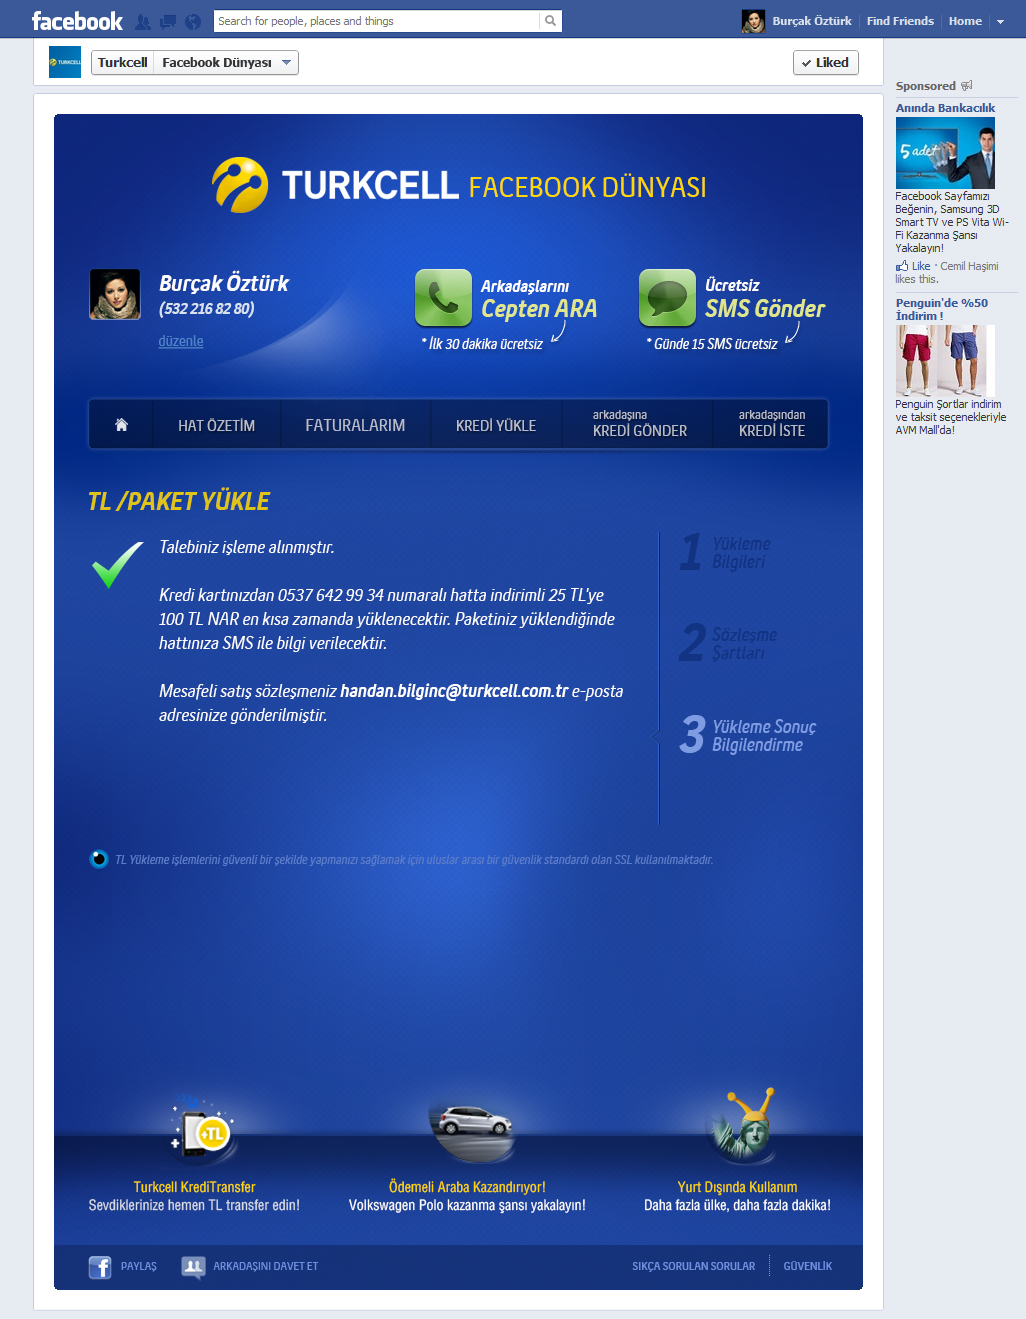 facebook
Search for people, places and things
Burçak Öztürk
Find Friends
Home
TURKCELL
Turkcell
Facebook Dünyası
Liked
TURKCELL FACEBOOK DÜNYASI
Burçak Öztürk
(532 216 82 80)
düzenle
Arkadaşlarını
Cepten ARA
* İlk 30 dakika ücretsiz
Ücretsiz
SMS Gönder
* Günde 15 SMS ücretsiz
HAT ÖZETİM
FATURALARIM
KREDİ YÜKLE
arkadaşına
KREDİ GÖNDER
arkadaşından
KREDİ İSTE
TL /PAKET YÜKLE
Talebiniz işleme alınmıştır.
Kredi kartınızdan 0537 642 99 34 numaralı hatta indirimli 25 TL'ye
100 TL NAR en kısa zamanda yüklenecektir. Paketiniz yüklendiğinde
hattınıza SMS ile bilgi verilecektir.
Mesafeli satış sözleşmeniz handan.bilginc@turkcell.com.tr e-posta
adresinize gönderilmiştir.
1 Yükleme
Bilgileri
2 Sözleşme
Şartları
3 Yükleme Sonuç
Bilgilendirme
TL Yükleme işlemlerini güvenli bir şekilde yapmanızı sağlamak için uluslar arası bir güvenlik standardı olan SSL kullanılmaktadır.
+TL
Turkcell KrediTransfer
Sevdiklerinize hemen TL transfer edin!
Ödemeli Araba Kazandırıyor!
Volkswagen Polo kazanma şansı yakalayın!
Yurt Dışında Kullanım
Daha fazla ülke, daha fazla dakika!
PAYLAŞ
ARKADAŞINI DAVET ET
SIKÇA SORULAN SORULAR
GÜVENLİK
Sponsored
Anında Bankacılık
5 adet
Facebook Sayfamızı
Beğenin, Samsung 3D
Smart TV ve PS Vita Wi-
Fi Kazanma Şansı
Yakalayın!
Like · Cemil Haşimi
likes this.
Penguin'de %50
İndirim !
Penguin Şortlar indirim
ve taksit seçenekleriyle
AVM Mall'da!